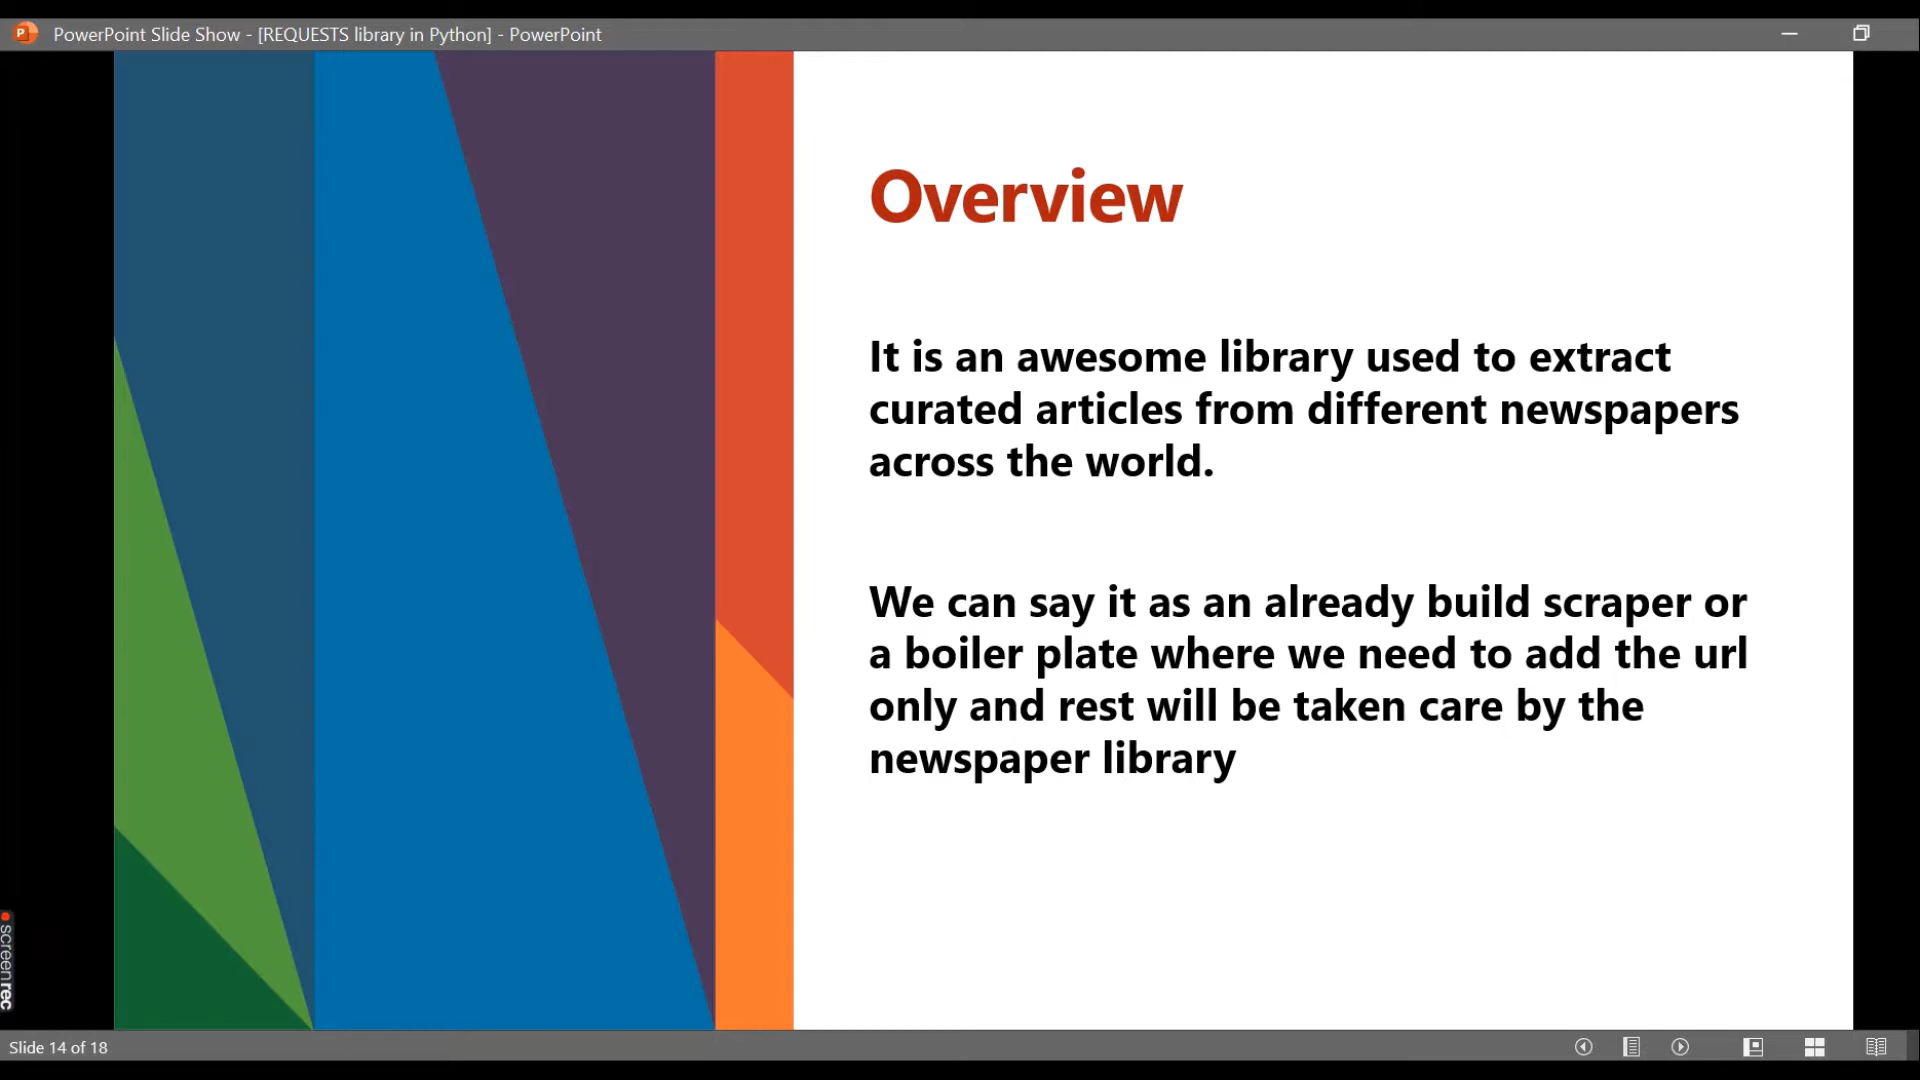 PowerPoint Slide Show - [REQUESTS library in Python] - PowerPoint
Overview
It is an awesome library used to extract
curated articles from different newspapers
across the world.
We can say it as an already build scraper or
a boiler plate where we need to add the url
only and rest will be taken care by the
newspaper library
screenrec
Slide 14 of 18